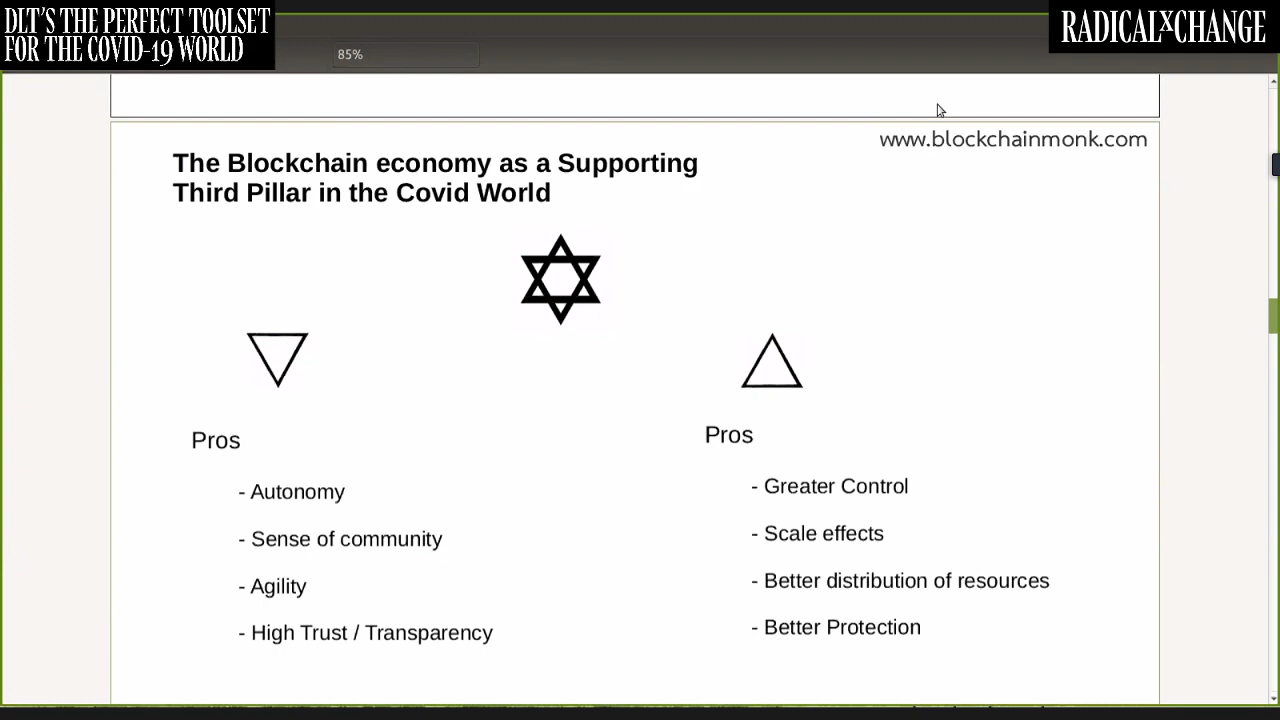 DLT'S THE PERFECT TOOLSET
FOR THE COVID-19 WORLD
RADICALXCHANGE
85%
www.blockchainmonk.com
The Blockchain economy as a Supporting
Third Pillar in the Covid World
Pros
- Autonomy
- Sense of community
- Agility
- High Trust / Transparency
Pros
- Greater Control
- Scale effects
- Better distribution of resources
- Better Protection